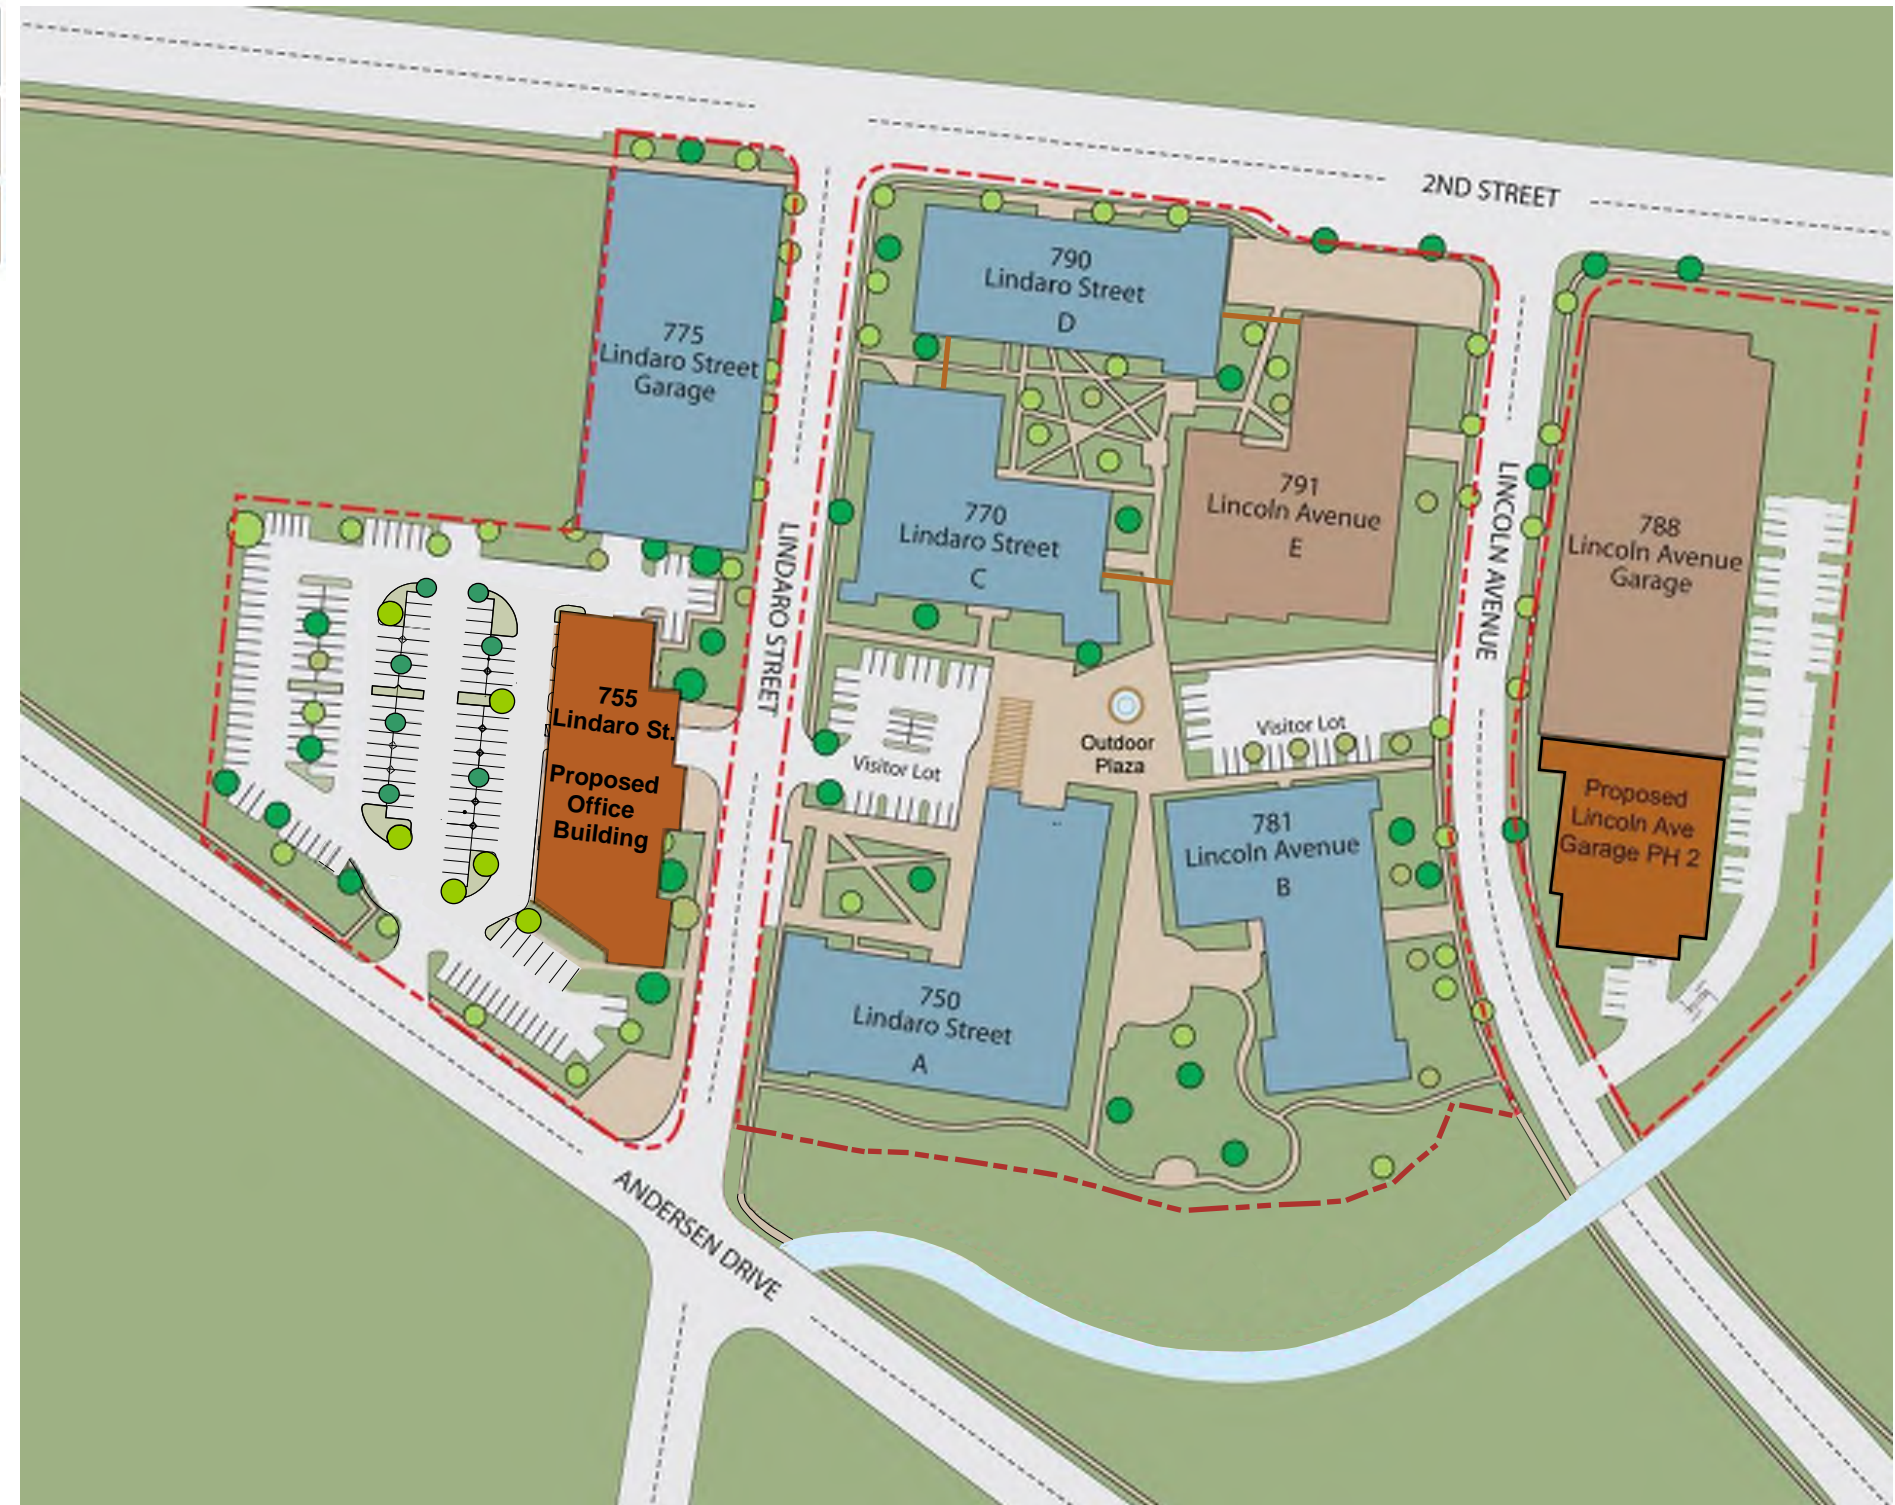 2ND STREET
790
Lindaro Street
D
775
Lindaro Street
Garage
791
Lincoln Avenue
E
770
Lindaro Street
C
788
Lincoln Avenue
Garage
LINDARO STREET
LINCOLN AVENUE
755
Lindaro St.
Proposed
Office
Building
Visitor Lot
Outdoor
Plaza
Visitor Lot
Proposed
Lincoln Ave
Garage PH 2
781
Lincoln Avenue
B
750
Lindaro Street
A
ANDERSEN DRIVE